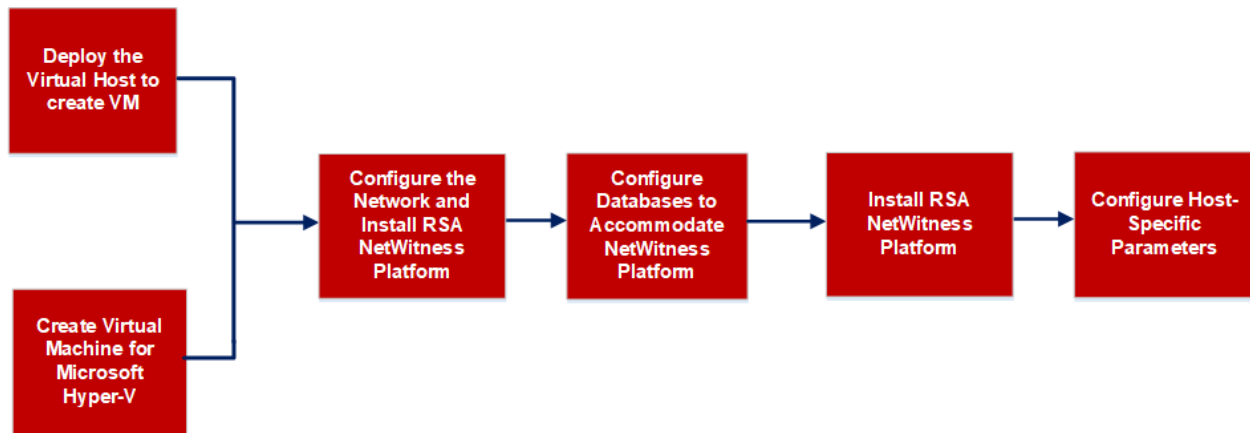 Deploy the
Virtual Host to
create VM
Create Virtual
Machine for
Microsoft
Hyper-V
Configure the
Network and
Install RSA
NetWitness
Platform
Configure
Databases to
Accommodate
NetWitness
Platform
Install RSA
NetWitness
Platform
Configure Host-
Specific
Parameters